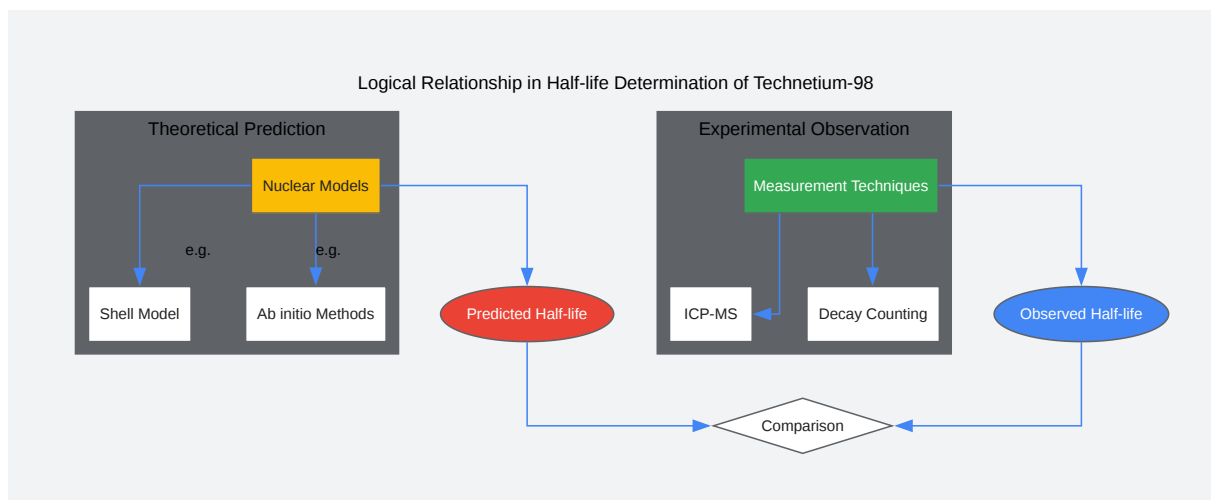 Logical Relationship in Half-life Determination of Technetium-98
Theoretical Prediction
Nuclear Models
e.g.
e.g.
Shell Model
Ab initio Methods
Predicted Half-life
Experimental Observation
Measurement Techniques
ICP-MS
Decay Counting
Observed Half-life
Comparison